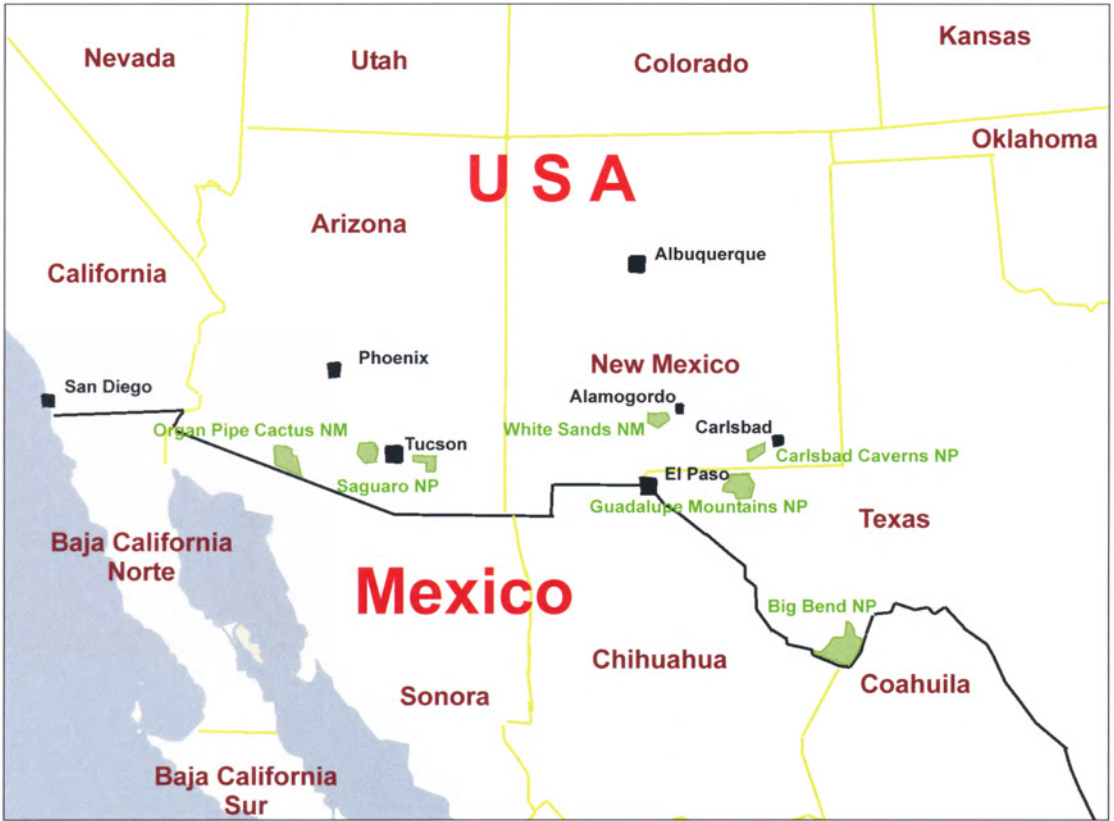 Nevada
Utah
Colorado
Kansas
Oklahoma
U S A
Arizona
Albuquerque
California
Phoenix
New Mexico
San Diego
Alamogordo
Organ Pipe Cactus NM
White Sands NM
Carlsbad
Tucson
Carlsbad Caverns NP
El Paso
Saguaro NP
Guadalupe Mountains NP
Texas
Baja California
Norte
Mexico
Big Bend NP
Chihuahua
Coahuila
Sonora
Baja California
Sur